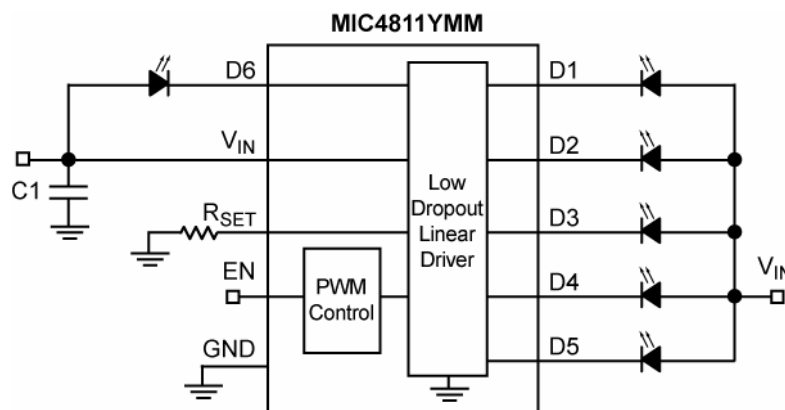 MIC4811YMM
D6
D1
VIN
D2
C1
Low
Dropout
Linear
Driver
RSET
D3
EN
PWM
Control
D4
VIN
GND
D5